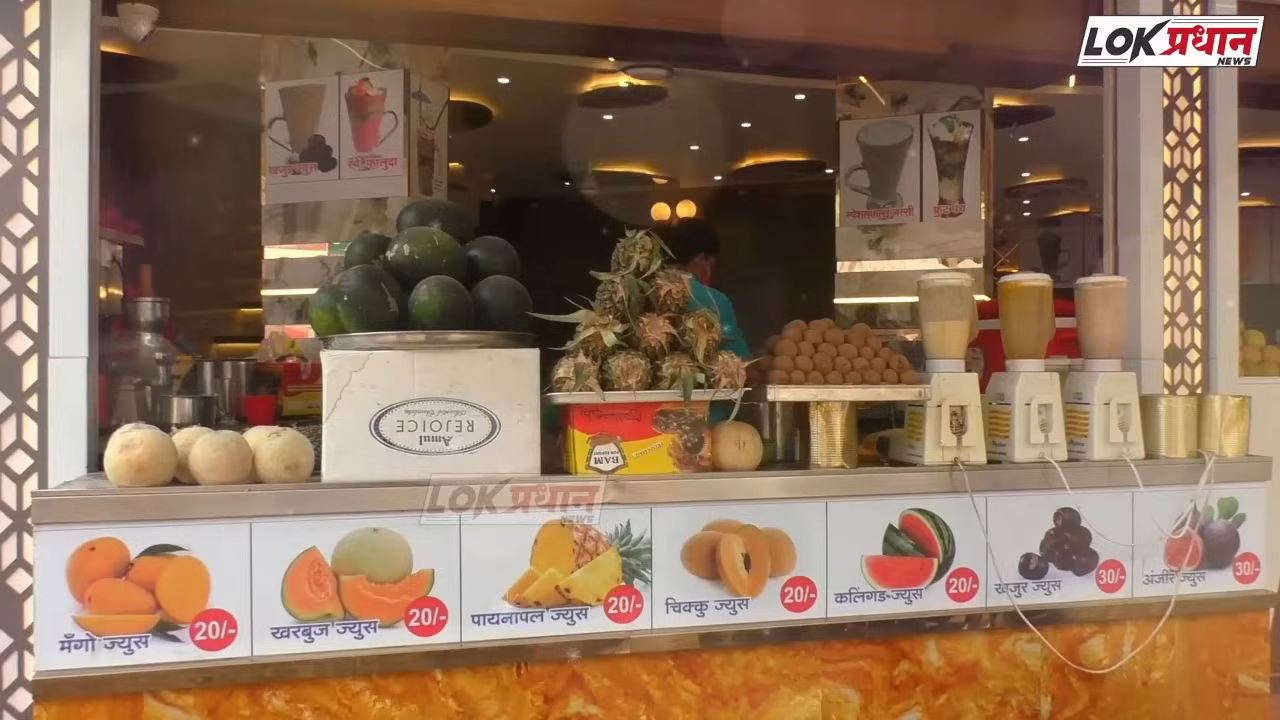 LOK प्रधान
NEWS
स्पे. फालुदा
Amul
REJOICE
BAM
LOK प्रधान
NEWS
मँगो ज्युस
20/-
खरबुज ज्युस
20/-
पायनापल ज्युस
20/-
चिक्कु ज्युस
20/-
कलिंगड ज्युस
20/-
खजुर ज्युस
30/-
अंजीर ज्युस
30/-